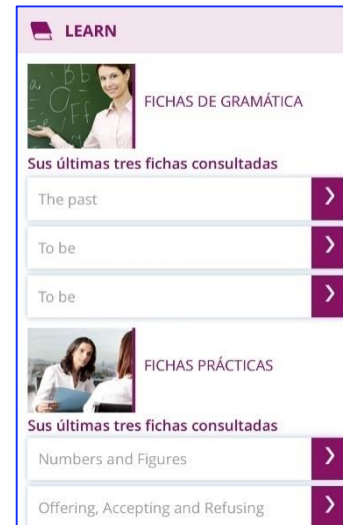 LEARN
FICHAS DE GRAMÁTICA
Sus últimas tres fichas consultadas
The past
To be
To be
FICHAS PRÁCTICAS
Sus últimas tres fichas consultadas
Numbers and Figures
Offering, Accepting and Refusing